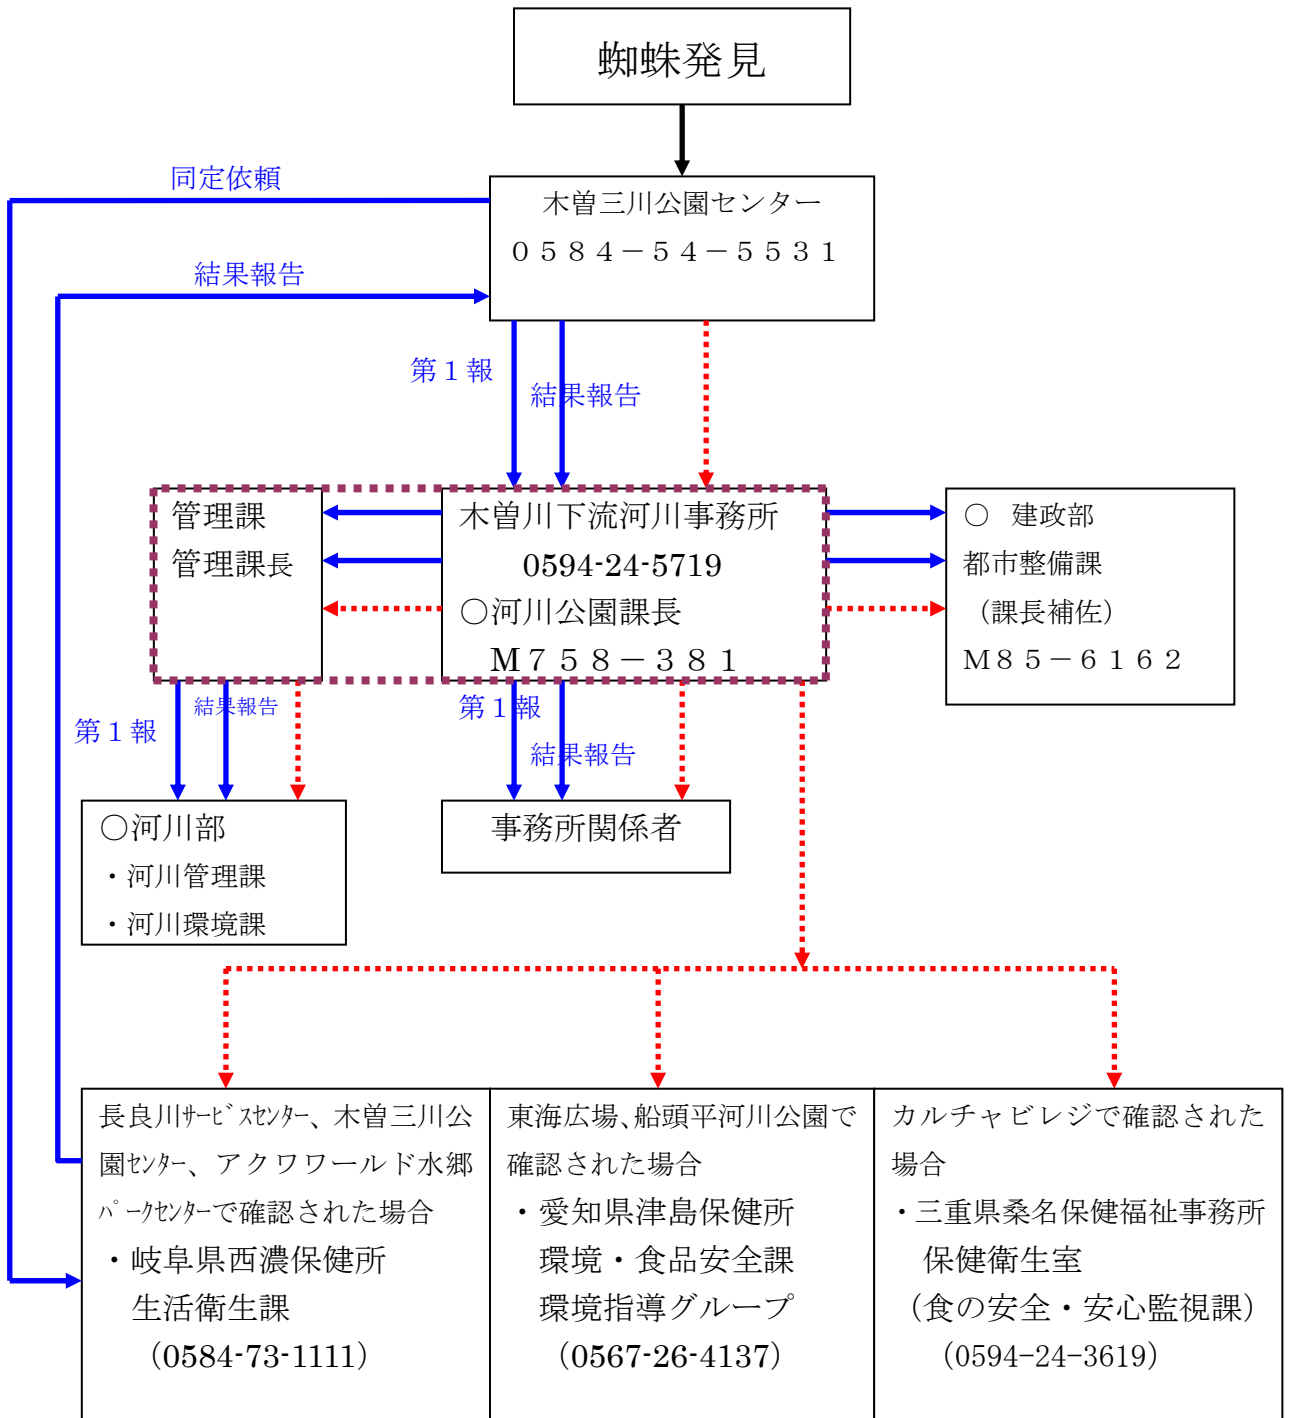 蜘蛛発見
同定依頼
木曽三川公園センター
０５８４－５４－５５３１
結果報告
第１報
結果報告
管理課
管理課長
木曽川下流河川事務所
0594-24-5719
○河川公園課長
Ｍ７５８－３８１
○　建政部
都市整備課
（課長補佐）
Ｍ８５－６１６２
第１報
結果報告
第１報
結果報告
○河川部
・河川管理課
・河川環境課
事務所関係者
長良川ｻｰﾋﾞｽｾﾝﾀｰ、木曽三川公
園ｾﾝﾀｰ、アクワワールド水郷
ﾊﾟｰｸｾﾝﾀｰで確認された場合
・岐阜県西濃保健所
生活衛生課
（0584-73-1111）
東海広場、船頭平河川公園で
確認された場合
・愛知県津島保健所
環境・食品安全課
環境指導グループ
（0567-26-4137）
カルチャビレジで確認された
場合
・三重県桑名保健福祉事務所
保健衛生室
（食の安全・安心監視課）
（0594-24-3619）